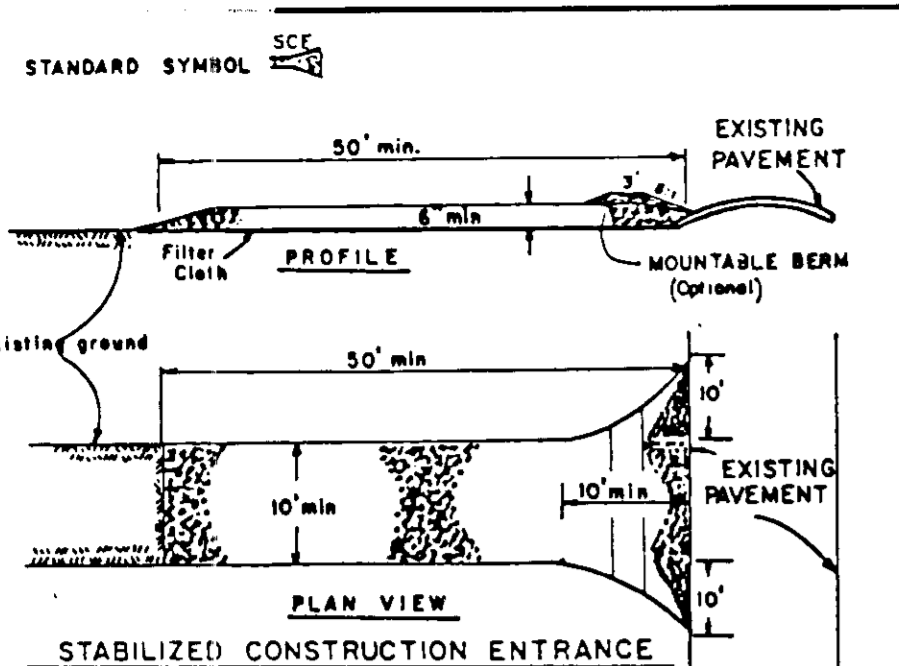 SCE
STANDARD SYMBOL
50' min.
EXISTING
PAVEMENT
3'
6" min
Filter
Cloth
PROFILE
MOUNTABLE BERM
(Optional)
isting ground
50' min
10'
10' min
10' min
EXISTING
PAVEMENT
10'
PLAN VIEW
STABILIZED CONSTRUCTION ENTRANCE